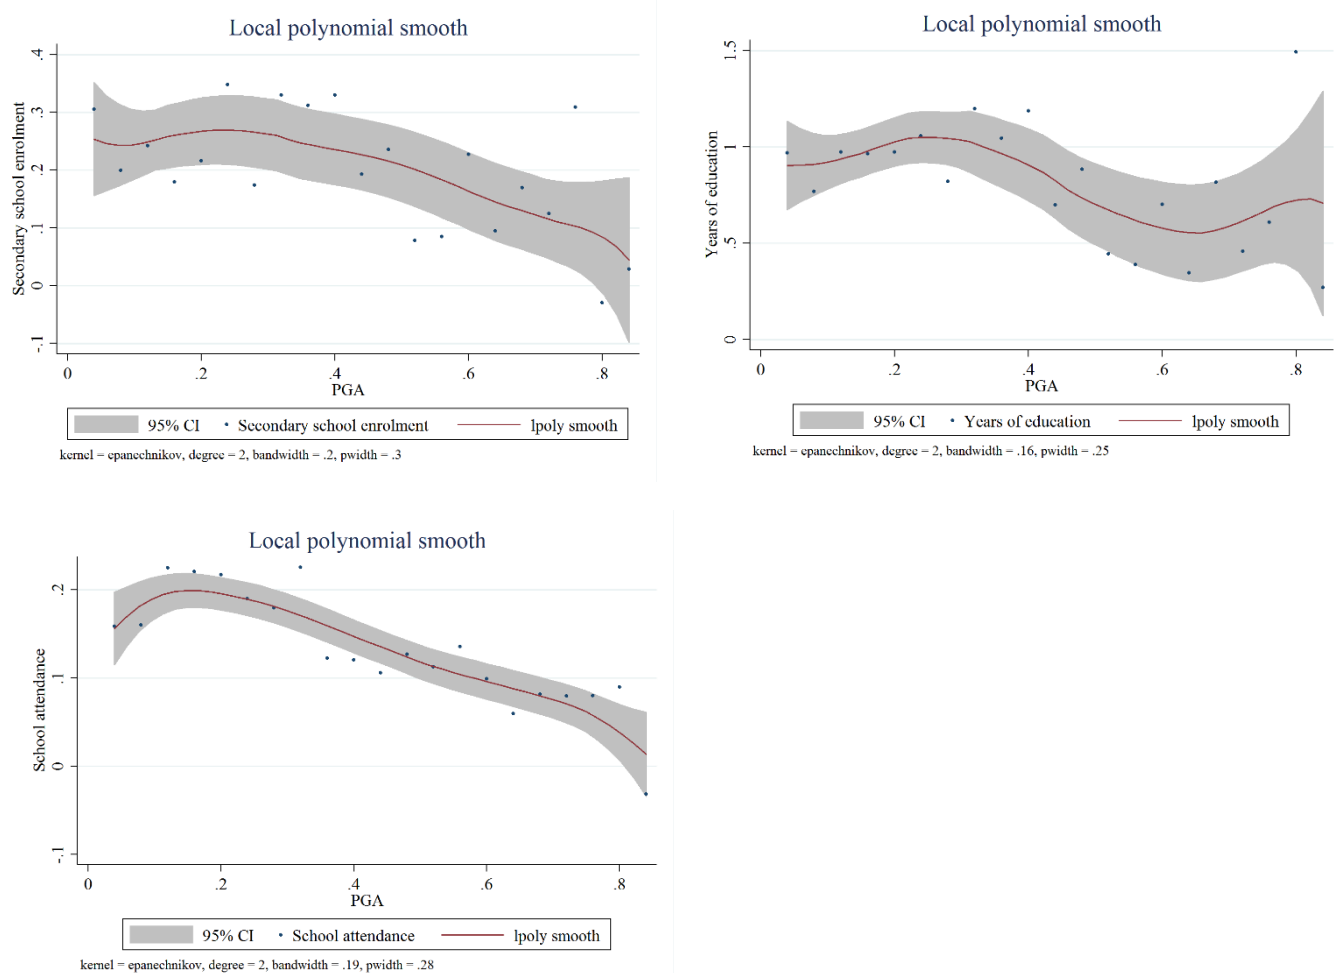 Local polynomial smooth
.4
.3
.2
.1
0
-.1
Secondary school enrolment
0 .2 .4 .6 .8
PGA
95% CI Secondary school enrolment lpoly smooth
kernel = epanechnikov, degree = 2, bandwidth = .2, pwidth = .3
Local polynomial smooth
1.5
1
.5
0
Years of education
0 .2 .4 .6 .8
PGA
95% CI Years of education lpoly smooth
kernel = epanechnikov, degree = 2, bandwidth = .16, pwidth = .25
Local polynomial smooth
.2
.1
0
-.1
School attendance
0 .2 .4 .6 .8
PGA
95% CI School attendance lpoly smooth
kernel = epanechnikov, degree = 2, bandwidth = .19, pwidth = .28